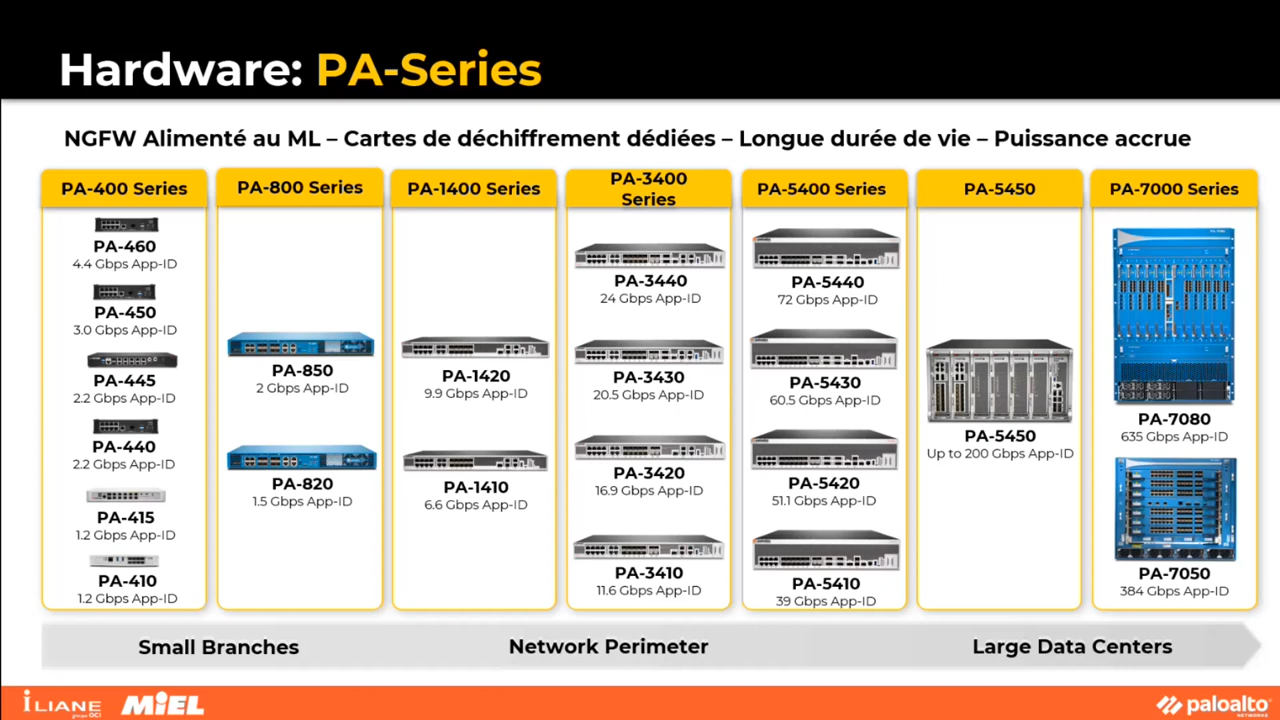 Hardware: PA-Series
NGFW Alimenté au ML – Cartes de déchiffrement dédiées – Longue durée de vie – Puissance accrue
PA-400 Series
PA-460
4.4 Gbps App-ID
PA-450
3.0 Gbps App-ID
PA-445
2.2 Gbps App-ID
PA-440
2.2 Gbps App-ID
PA-415
1.2 Gbps App-ID
PA-410
1.2 Gbps App-ID
PA-800 Series
PA-850
2 Gbps App-ID
PA-820
1.5 Gbps App-ID
PA-1400 Series
PA-1420
9.9 Gbps App-ID
PA-1410
6.6 Gbps App-ID
PA-3400
Series
PA-3440
24 Gbps App-ID
PA-3430
20.5 Gbps App-ID
PA-3420
16.9 Gbps App-ID
PA-3410
11.6 Gbps App-ID
PA-5400 Series
PA-5440
72 Gbps App-ID
PA-5430
60.5 Gbps App-ID
PA-5420
51.1 Gbps App-ID
PA-5410
39 Gbps App-ID
PA-5450
PA-5450
Up to 200 Gbps App-ID
PA-7000 Series
PA-7080
635 Gbps App-ID
PA-7050
384 Gbps App-ID
Small Branches
Network Perimeter
Large Data Centers
iLIANE
groupe OCI
MiEL
paloalto
NETWORKS